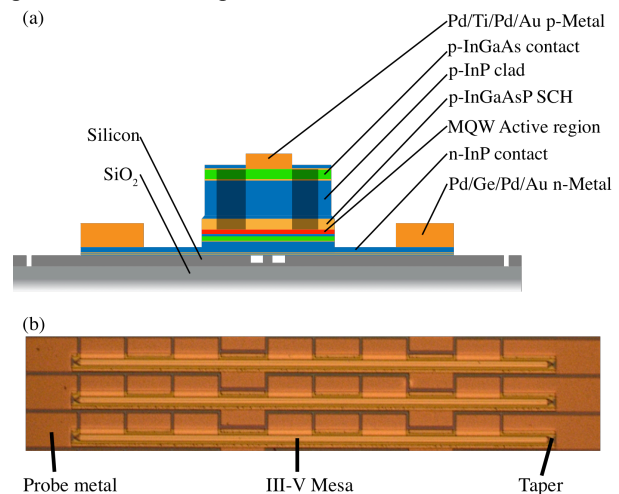 (a)
Pd/Ti/Pd/Au p-Metal
p-InGaAs contact
p-InP clad
p-InGaAsP SCH
MQW Active region
n-InP contact
Pd/Ge/Pd/Au n-Metal
Silicon
SiO2
(b)
Probe metal
III-V Mesa
Taper